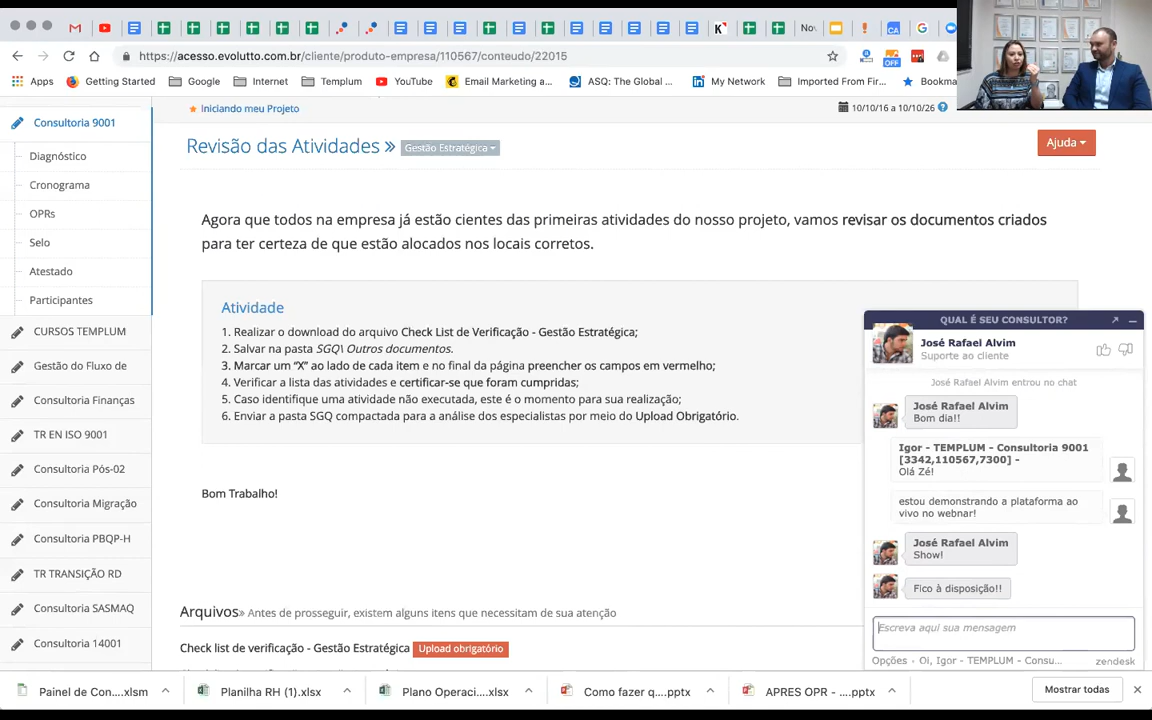 Nov
CA
https://acesso.evolutto.com.br/cliente/produto-empresa/110567/conteudo/22015
OFF
Apps
Getting Started
Google
Internet
Templum
YouTube
Email Marketing a...
ASQ: The Global ...
My Network
Imported From Fir...
Bookma
Iniciando meu Projeto
10/10/16 a 10/10/26
Consultoria 9001
Diagnóstico
Cronograma
OPRs
Selo
Atestado
Participantes
CURSOS TEMPLUM
Gestão do Fluxo de
Consultoria Finanças
TR EN ISO 9001
Consultoria Pós-02
Consultoria Migração
Consultoria PBQP-H
TR TRANSIÇÃO RD
Consultoria SASMAQ
Consultoria 14001
Revisão das Atividades » Gestão Estratégica
Ajuda
Agora que todos na empresa já estão cientes das primeiras atividades do nosso projeto, vamos revisar os documentos criados
para ter certeza de que estão alocados nos locais corretos.
Atividade
1. Realizar o download do arquivo Check List de Verificação - Gestão Estratégica;
2. Salvar na pasta SGQ\ Outros documentos.
3. Marcar um "X" ao lado de cada item e no final da página preencher os campos em vermelho;
4. Verificar a lista das atividades e certificar-se que foram cumpridas;
5. Caso identifique uma atividade não executada, este é o momento para sua realização;
6. Enviar a pasta SGQ compactada para a análise dos especialistas por meio do Upload Obrigatório.
Bom Trabalho!
Arquivos» Antes de prosseguir, existem alguns itens que necessitam de sua atenção
Check list de verificação - Gestão Estratégica Upload obrigatório
QUAL É SEU CONSULTOR?
José Rafael Alvim
Suporte ao cliente
José Rafael Alvim entrou no chat
José Rafael Alvim
Bom dia!!
Igor - TEMPLUM - Consultoria 9001
[3342,110567,7300] -
Olá Zé!
estou demonstrando a plataforma ao
vivo no webnar!
José Rafael Alvim
Show!
Fico à disposição!!
Escreva aqui sua mensagem
Opções - Oi, Igor - TEMPLUM - Consu...
zendesk
Painel de Con....xlsm
Planilha RH (1).xlsx
Plano Operaci....xlsx
Como fazer q....pptx
APRES OPR - ....pptx
Mostrar todas